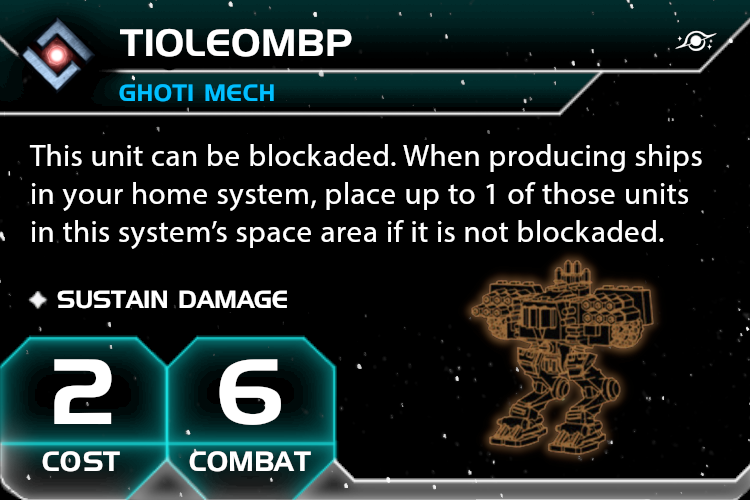 TIOLEOMBP
GHOTI MECH
This unit can be blockaded. When producing ships
in your home system, place up to 1 of those units
in this system’s space area if it is not blockaded.
SUSTAIN DAMAGE
2 6
COST COMBAT